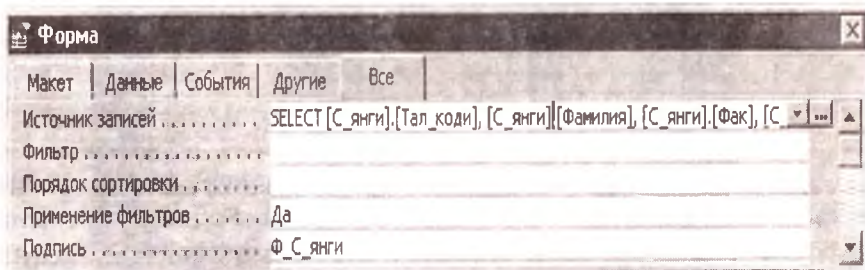 Форма
Макет Данные События Другие Все
Источник записей . . . . . . . . . . SELECT [С_янги].[Тал_коди], [С_янги].[Фамилия], [С_янги].[Фак], [С_
Фильтр . . . . . . . . . . . . . . . . . .
Порядок сортировки . . . . . . . .
Применение фильтров . . . . . . . Да
Подпись . . . . . . . . . . . . . . . . . Ф_С_янги